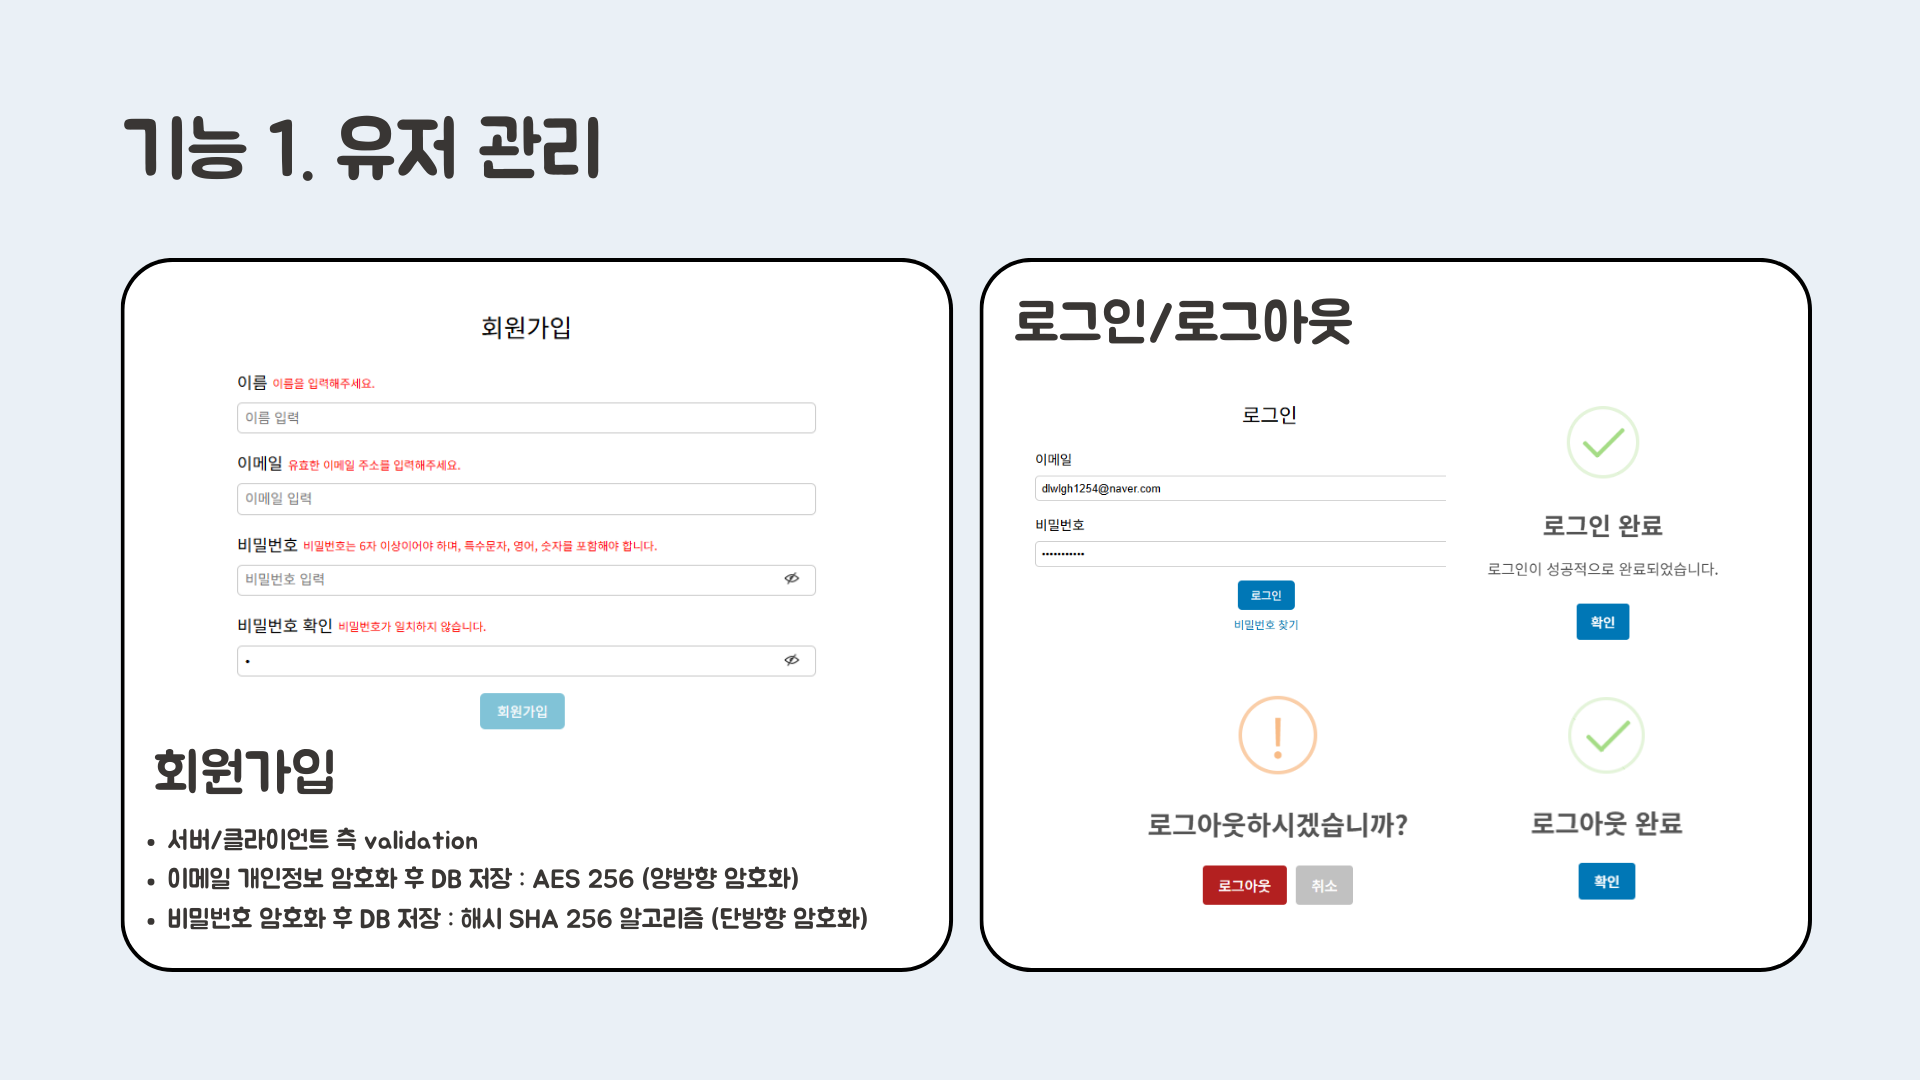 기능 1. 유저 관리
회원가입
이름 이름을 입력해주세요.
이름 입력
이메일 유효한 이메일 주소를 입력해주세요.
이메일 입력
비밀번호 비밀번호는 6자 이상이어야 하며, 특수문자, 영어, 숫자를 포함해야 합니다.
비밀번호 입력
비밀번호 확인 비밀번호가 일치하지 않습니다.
•
회원가입
회원가입
• 서버/클라이언트 측 validation
• 이메일 개인정보 암호화 후 DB 저장 : AES 256 (양방향 암호화)
• 비밀번호 암호화 후 DB 저장 : 해시 SHA 256 알고리즘 (단방향 암호화)
로그인/로그아웃
로그인
이메일
dlwlgh1254@naver.com
비밀번호
•••••••••••
로그인
비밀번호 찾기
로그인 완료
로그인이 성공적으로 완료되었습니다.
확인
로그아웃하시겠습니까?
로그아웃 취소
로그아웃 완료
확인